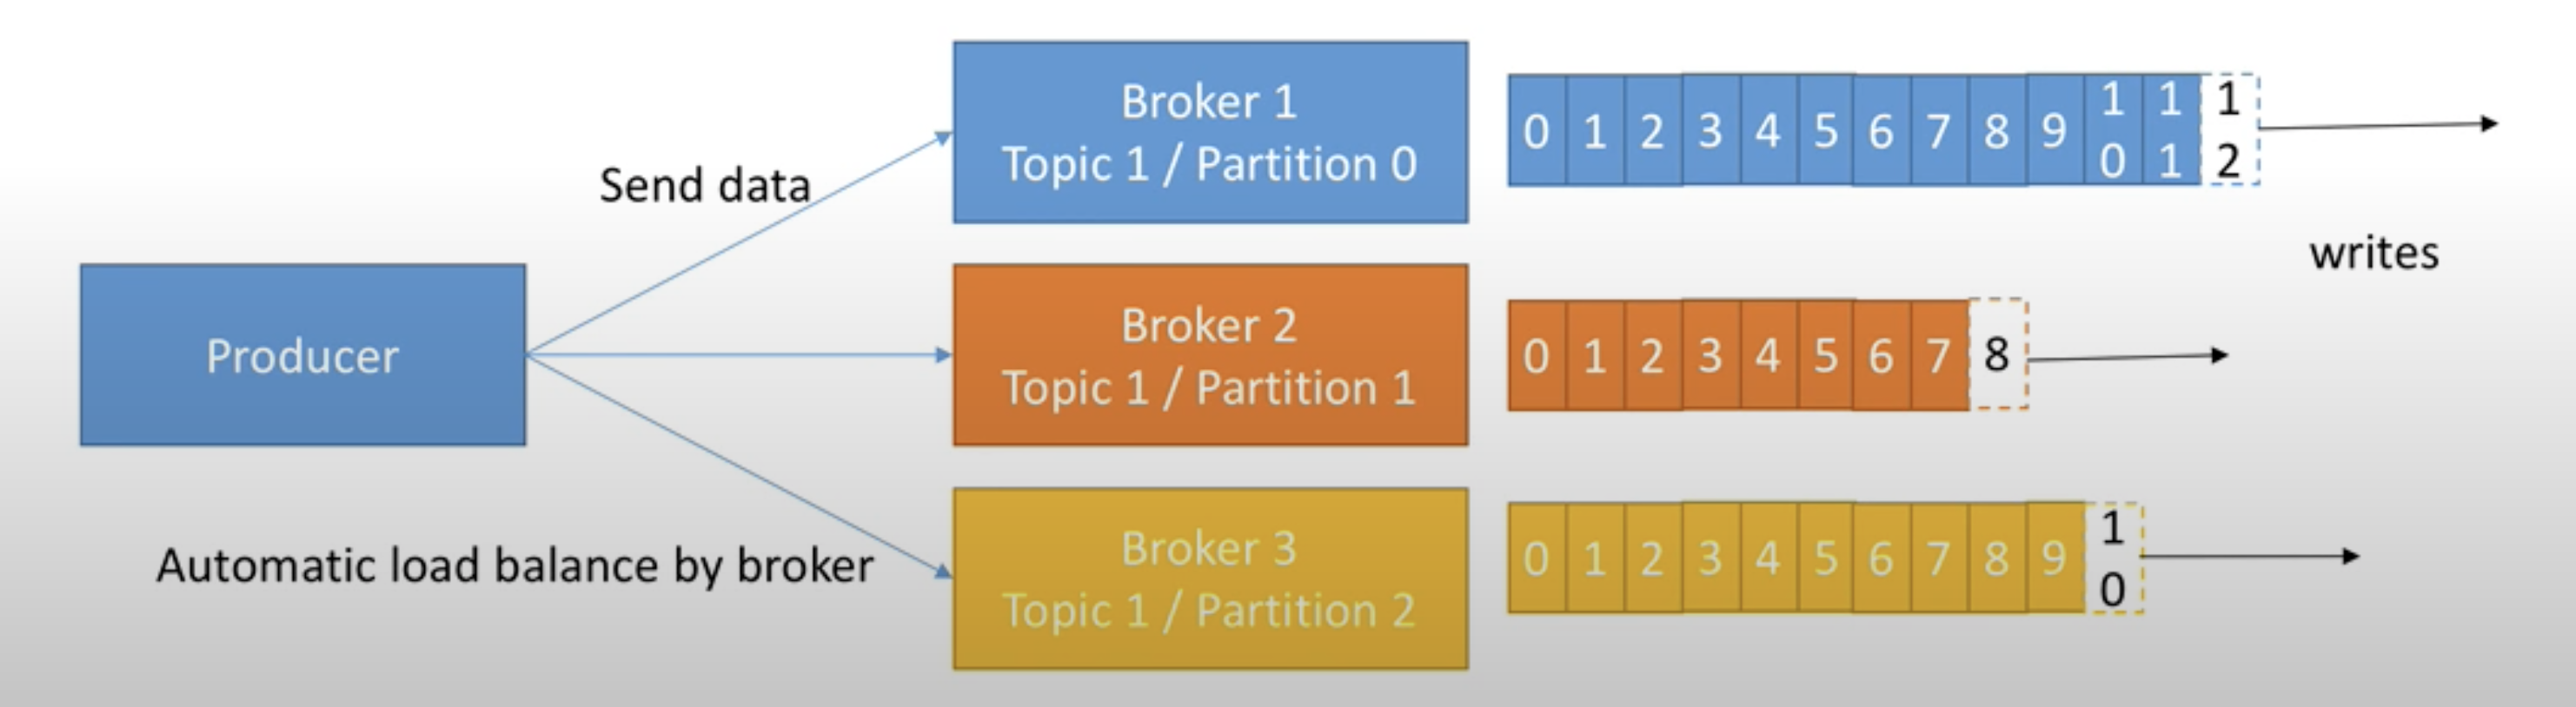 Broker 1
Topic 1 / Partition 0
0 1 2 3 4 5 6 7 8 9 10 11 12
Send data
writes
Producer
Broker 2
Topic 1 / Partition 1
0 1 2 3 4 5 6 7 8
Automatic load balance by broker
Broker 3
Topic 1 / Partition 2
0 1 2 3 4 5 6 7 8 9 10